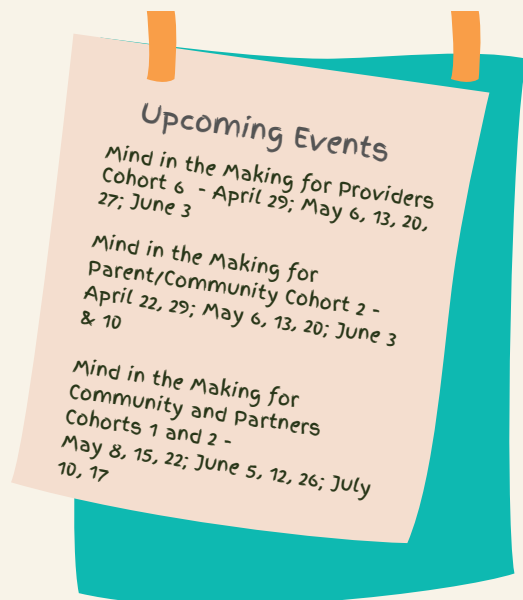 Upcoming Events
Mind in the Making for Providers
Cohort 6 - April 29; May 6, 13, 20,
27; June 3
Mind in the Making for
Parent/Community Cohort 2 -
April 22, 29; May 6, 13, 20; June 3
& 10
Mind in the Making for
Community and Partners
Cohorts 1 and 2 -
May 8, 15, 22; June 5, 12, 26; July
10, 17